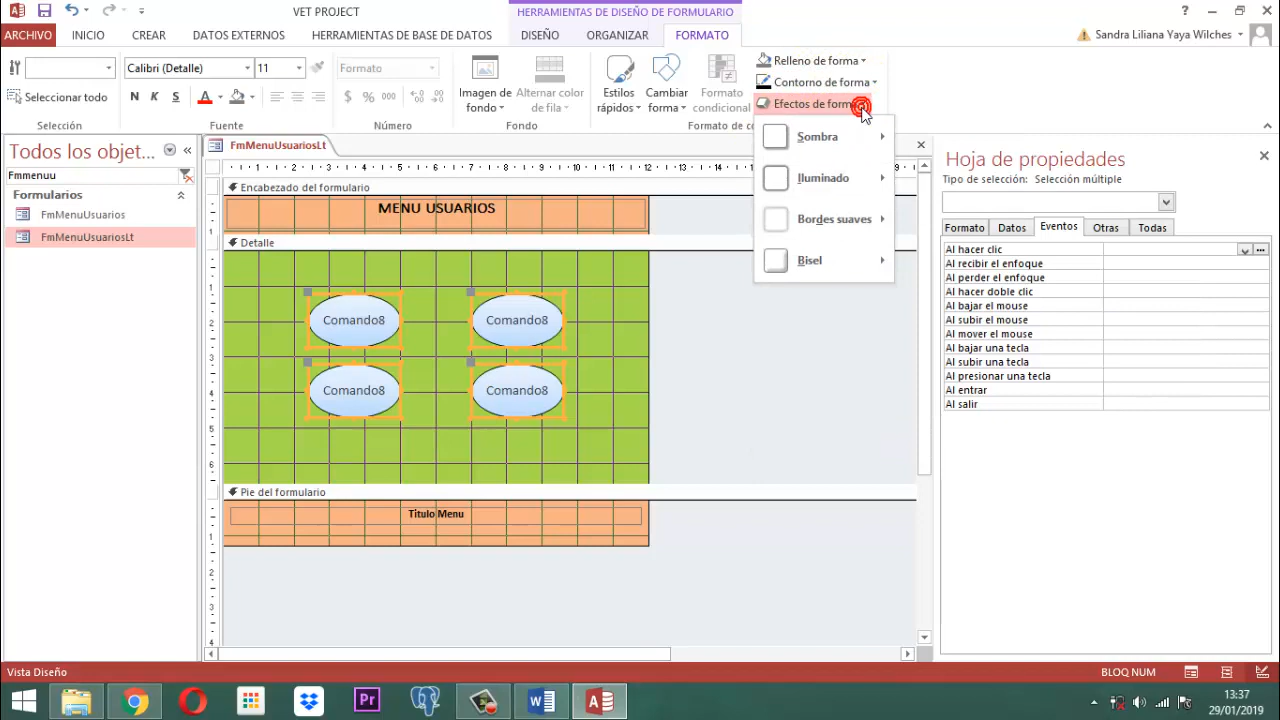 VET PROJECT
HERRAMIENTAS DE DISEÑO DE FORMULARIO
?
ARCHIVO INICIO CREAR DATOS EXTERNOS HERRAMIENTAS DE BASE DE DATOS DISEÑO ORGANIZAR FORMATO
Sandra Liliana Yaya Wilches
Seleccionar todo
Selección
Calibri (Detalle) 11
N K S A
Fuente
Formato
$ % 000
Número
Imagen de fondo
Alternar color de fila
Fondo
Estilos rápidos
Cambiar forma
Formato condicional
Relleno de forma
Contorno de forma
Efectos de form
Formato de c
Sombra
Iluminado
Bordes suaves
Bisel
Todos los objet...
Fmmenuu
Formularios
FmMenuUsuarios
FmMenuUsuariosLt
FmMenuUsuariosLt
Encabezado del formulario
MENU USUARIOS
Detalle
Comando8 Comando8
Comando8 Comando8
Pie del formulario
Titulo Menu
Hoja de propiedades
Tipo de selección: Selección múltiple
Formato Datos Eventos Otras Todas
Al hacer clic
Al recibir el enfoque
Al perder el enfoque
Al hacer doble clic
Al bajar el mouse
Al subir el mouse
Al mover el mouse
Al bajar una tecla
Al subir una tecla
Al presionar una tecla
Al entrar
Al salir
Vista Diseño
BLOQ NUM
Pr
13:37
29/01/2019